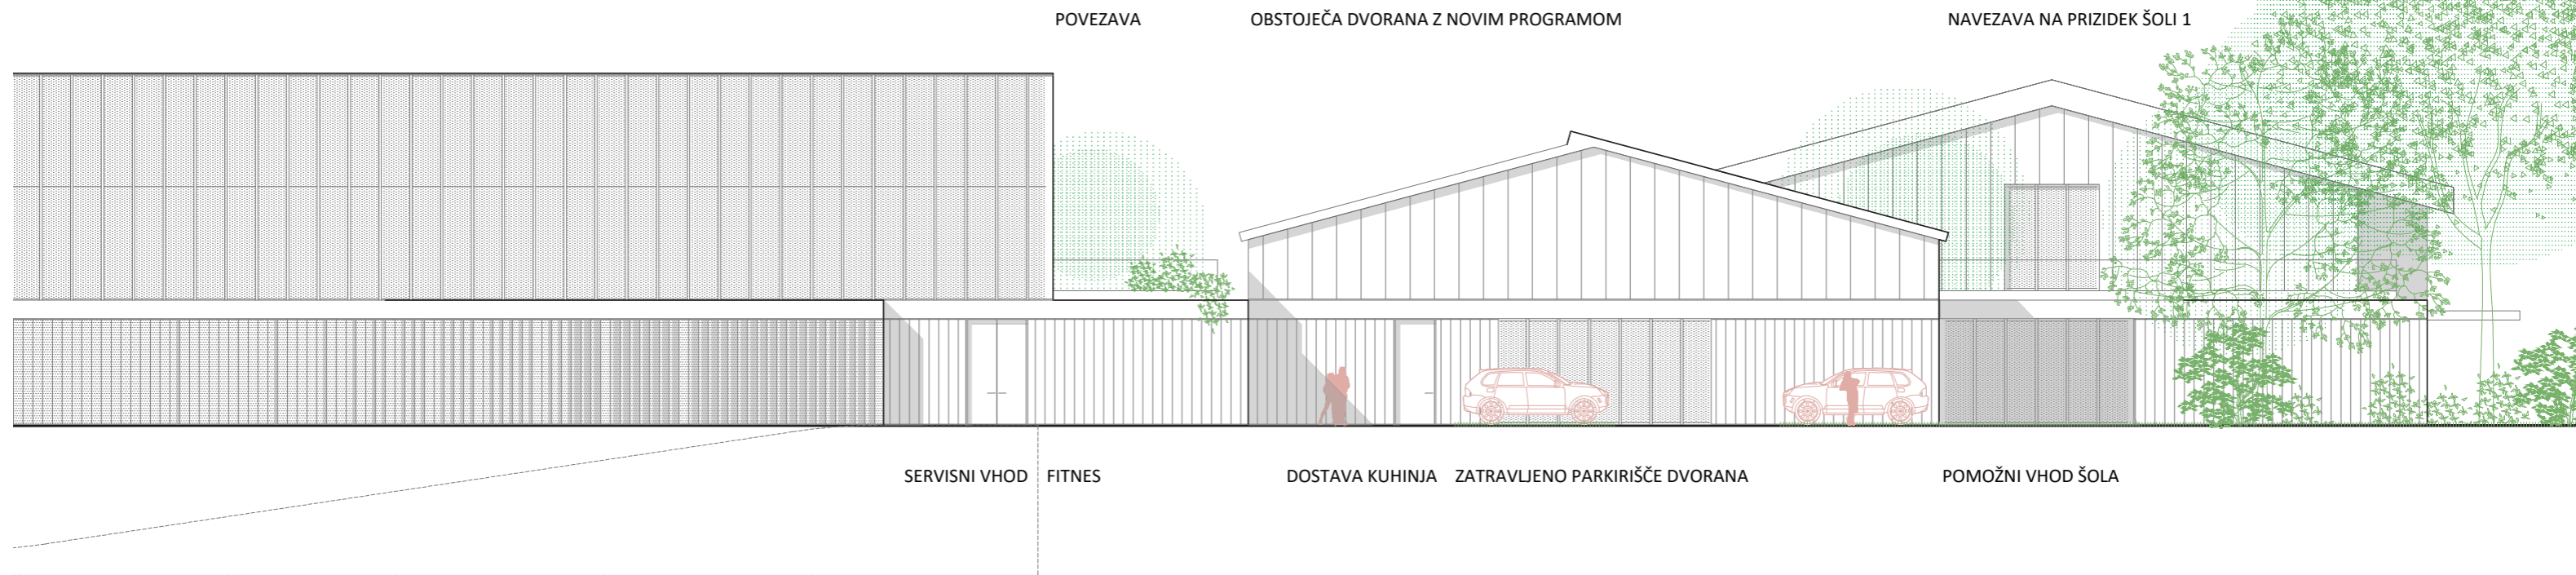 POVEZAVA
OBSTOJEČA DVORANA Z NOVIM PROGRAMOM
NAVEZAVA NA PRIZIDEK ŠOLI 1
SERVISNI VHOD
FITNES
DOSTAVA KUHINJA
ZATRAVLJENO PARKIRIŠČE DVORANA
POMOŽNI VHOD ŠOLA